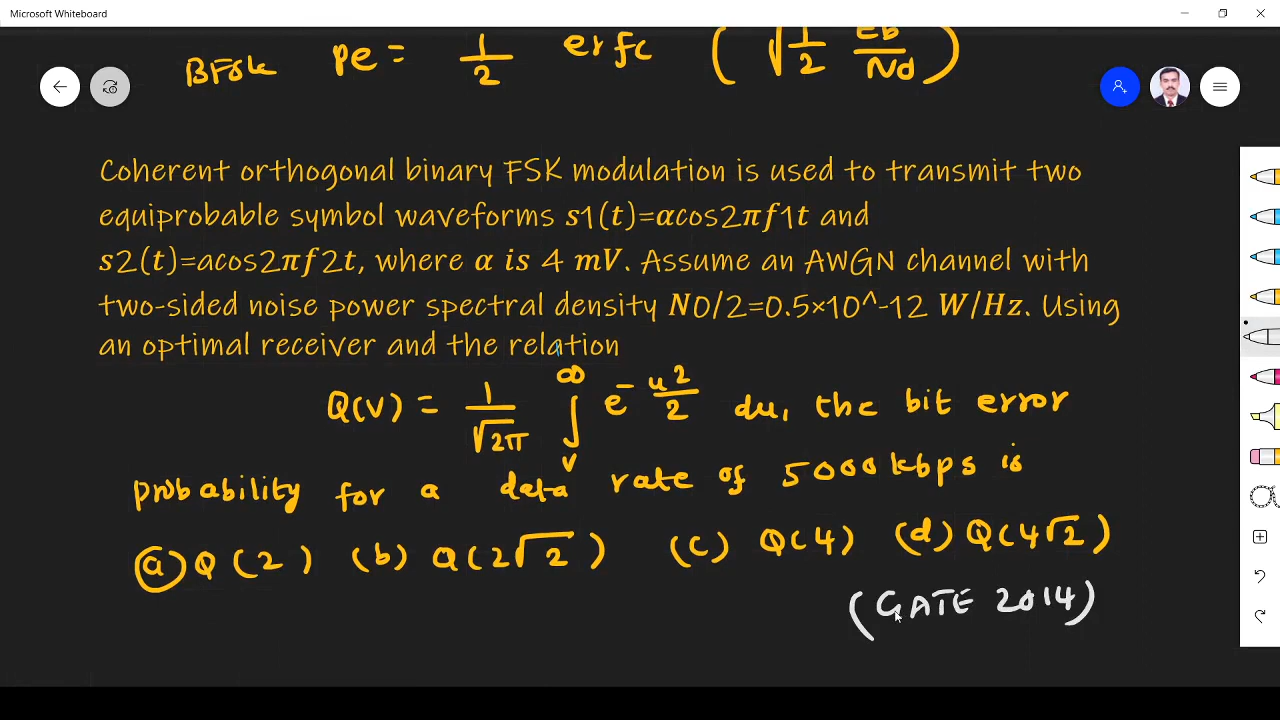 Microsoft Whiteboard
BFSK Pe = 1/2 erfc (√1/2 Eb/No)
Coherent orthogonal binary FSK modulation is used to transmit two
equiprobable symbol waveforms s1(t)=αcos2πf1t and
s2(t)=acos2πf2t, where α is 4 mV. Assume an AWGN channel with
two-sided noise power spectral density N0/2=0.5×10^-12 W/Hz. Using
an optimal receiver and the relation
Q(v) = 1/√2π ∫v^∞ e^-u²/2 du, the bit error
probability for a data rate of 5000kbps is
(a) Q(2) (b) Q(2√2) (c) Q(4) (d) Q(4√2)
(GATE 2014)